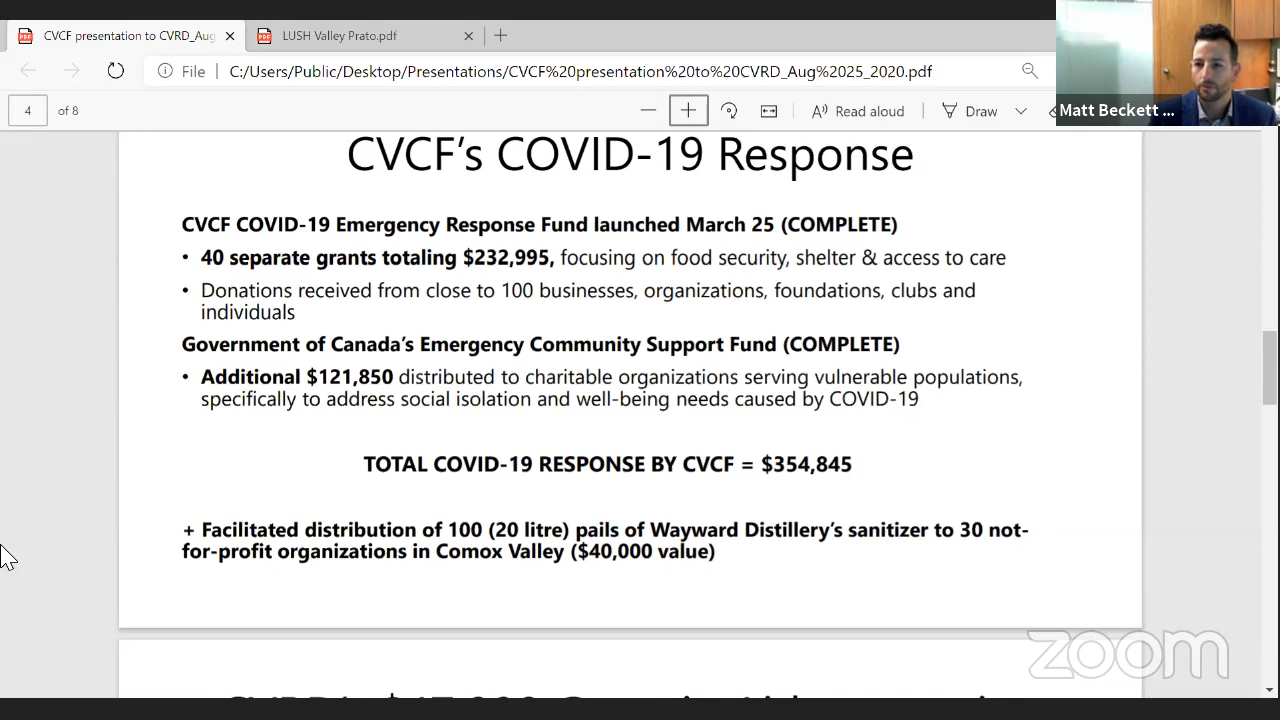 CVCF presentation to CVRD_Aug
LUSH Valley Prato.pdf
File
C:/Users/Public/Desktop/Presentations/CVCF%20presentation%20to%20CVRD_Aug%2025_2020.pdf
4 of 8
Read aloud
Draw
Matt Beckett ...
CVCF's COVID-19 Response
CVCF COVID-19 Emergency Response Fund launched March 25 (COMPLETE)
• 40 separate grants totaling $232,995, focusing on food security, shelter & access to care
• Donations received from close to 100 businesses, organizations, foundations, clubs and
individuals
Government of Canada's Emergency Community Support Fund (COMPLETE)
• Additional $121,850 distributed to charitable organizations serving vulnerable populations,
specifically to address social isolation and well-being needs caused by COVID-19
TOTAL COVID-19 RESPONSE BY CVCF = $354,845
+ Facilitated distribution of 100 (20 litre) pails of Wayward Distillery's sanitizer to 30 not-
for-profit organizations in Comox Valley ($40,000 value)
zoom